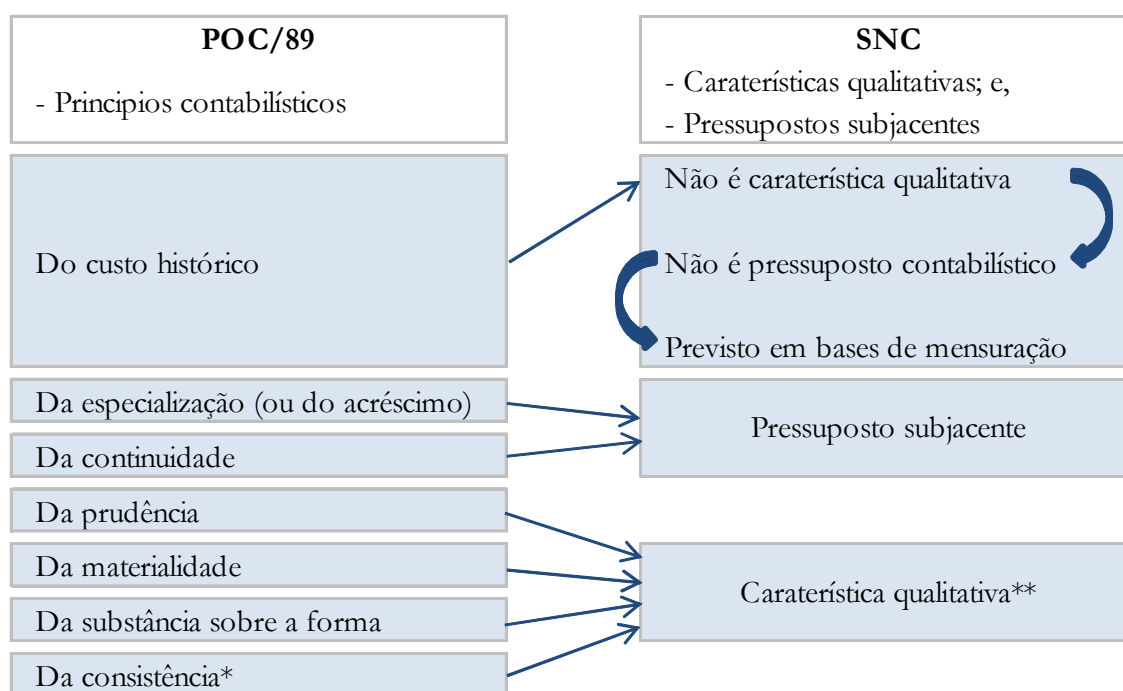 POC/89
- Principios contabilísticos
SNC
- Caraterísticas qualitativas; e,
- Pressupostos subjacentes
Do custo histórico
Não é caraterística qualitativa
Não é pressuposto contabilístico
Previsto em bases de mensuração
Da especialização (ou do acréscimo)
Da continuidade
Pressuposto subjacente
Da prudência
Da materialidade
Da substância sobre a forma
Da consistência*
Caraterística qualitativa**